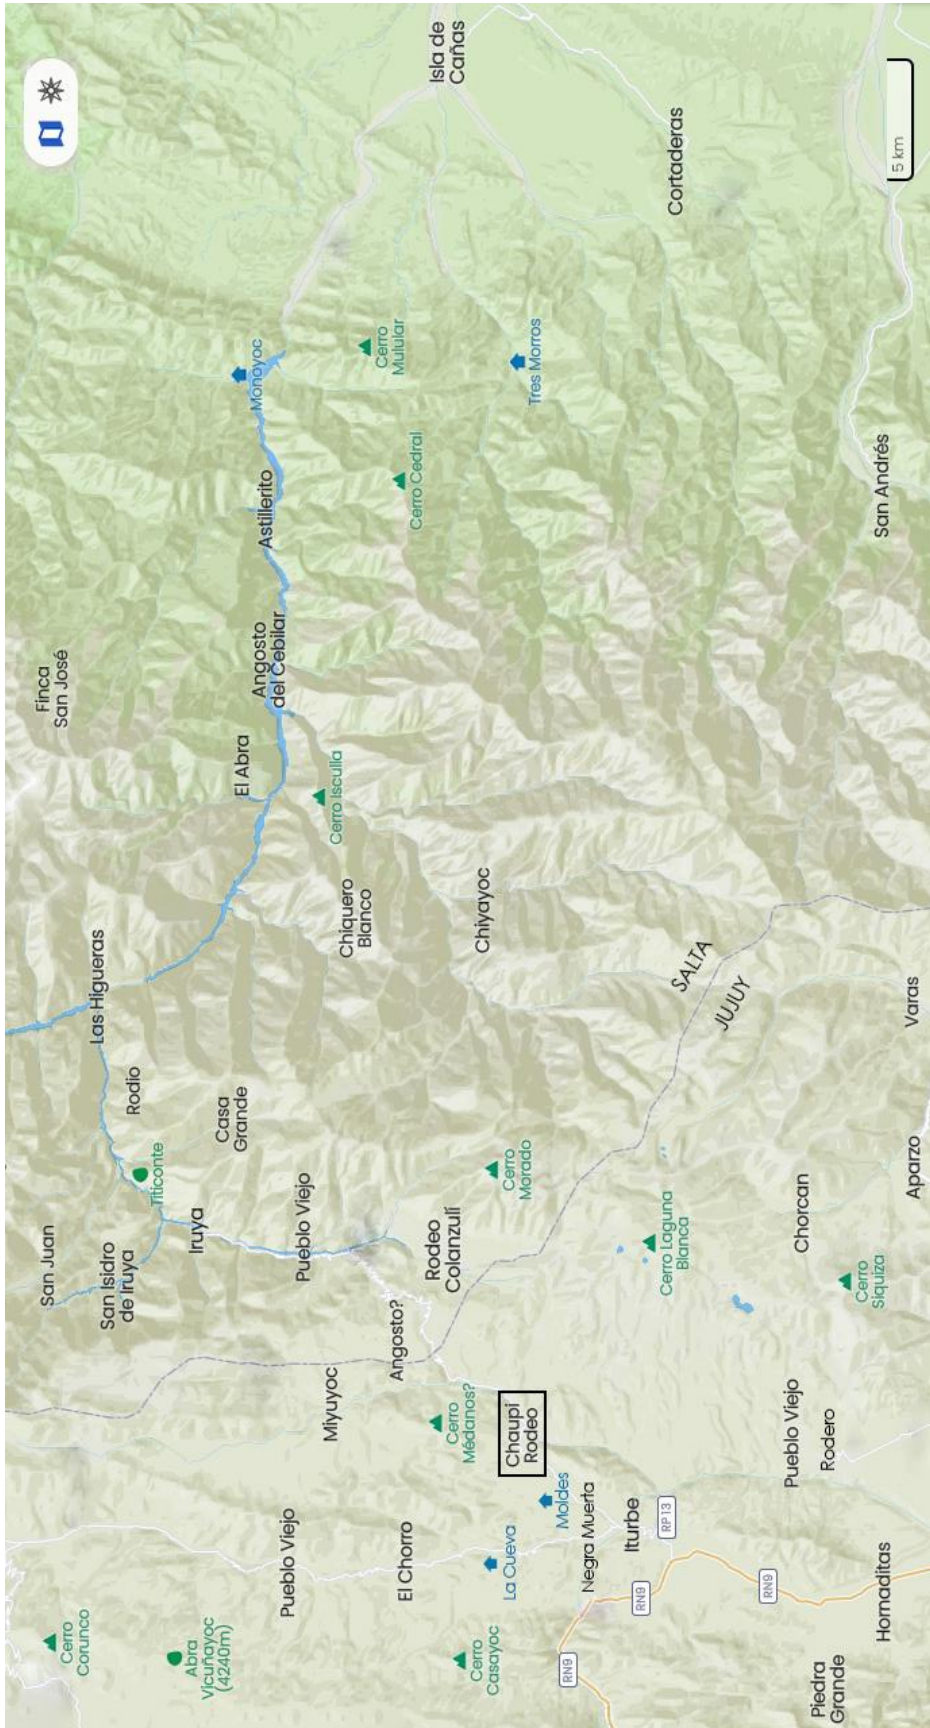 Cerro
Corunco
San Juan
Finca
San José
Las Higueras
San Isidro
de Iruya
Rodio
Titiconte
Abra
Vicuñayoc
(4240m)
Iruya
Casa
Grande
El Abra
Angosto
del Cebilar
Astillerito
Monoyoc
Pueblo Viejo
Pueblo Viejo
Miyuyoc
Cerro Isculla
Chiquero
Blanco
Cerro
Mulular
Angosto?
El Chorro
Cerro Cedral
Rodeo
Colanzulí
Isla de
Cañas
Cerro
Médanos?
Cerro
Casayoc
Chiyayoc
Cerro
Morado
La Cueva
Chaupi
Rodeo
Tres Morros
Moldes
Negra Muerta
RN9
Iturbe
RN9
RP13
Cerro Laguna
Blanca
Cortaderas
SALTA
JUJUY
RN9
Pueblo Viejo
Chorcan
Rodero
Piedra
Grande
Cerro
Siquiza
Hornaditas
San Andrés
Aparzo
Varas
5 km